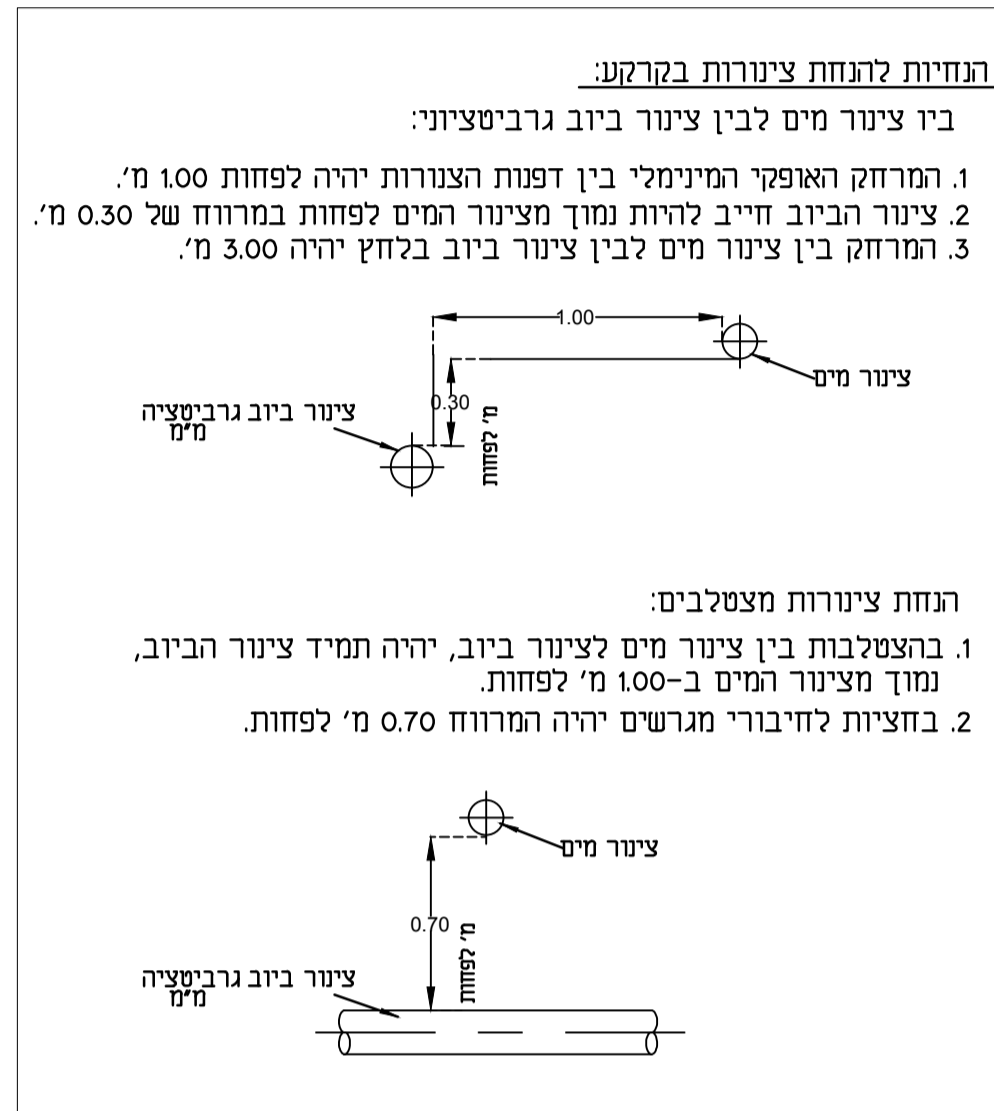 הנחיות להנחת צינורות בקרקע:
ביו צינור מים לבין צינור ביוב גרביטציוני:
1. המרחק האופקי המינימלי בין דפנות הצנורות יהיה לפחות 1.00 מ'.
2. צינור הביוב חייב להיות נמוך מצינור המים לפחות במרווח של 0.30 מ'.
3. המרחק בין צינור מים לבין צינור ביוב בלחץ יהיה 3.00 מ'.
1.00
צינור מים
0.30
מ' לפחות
צינור ביוב גרביטציה
מ"מ
הנחת צינורות מצטלבים:
1. בהצטלבות בין צינור מים לצינור ביוב, יהיה תמיד צינור הביוב,
נמוך מצינור המים ב-1.00 מ' לפחות.
2. בחציות לחיבורי מגרשים יהיה המרווח 0.70 מ' לפחות.
צינור מים
0.70
מ' לפחות
צינור ביוב גרביטציה
מ"מ